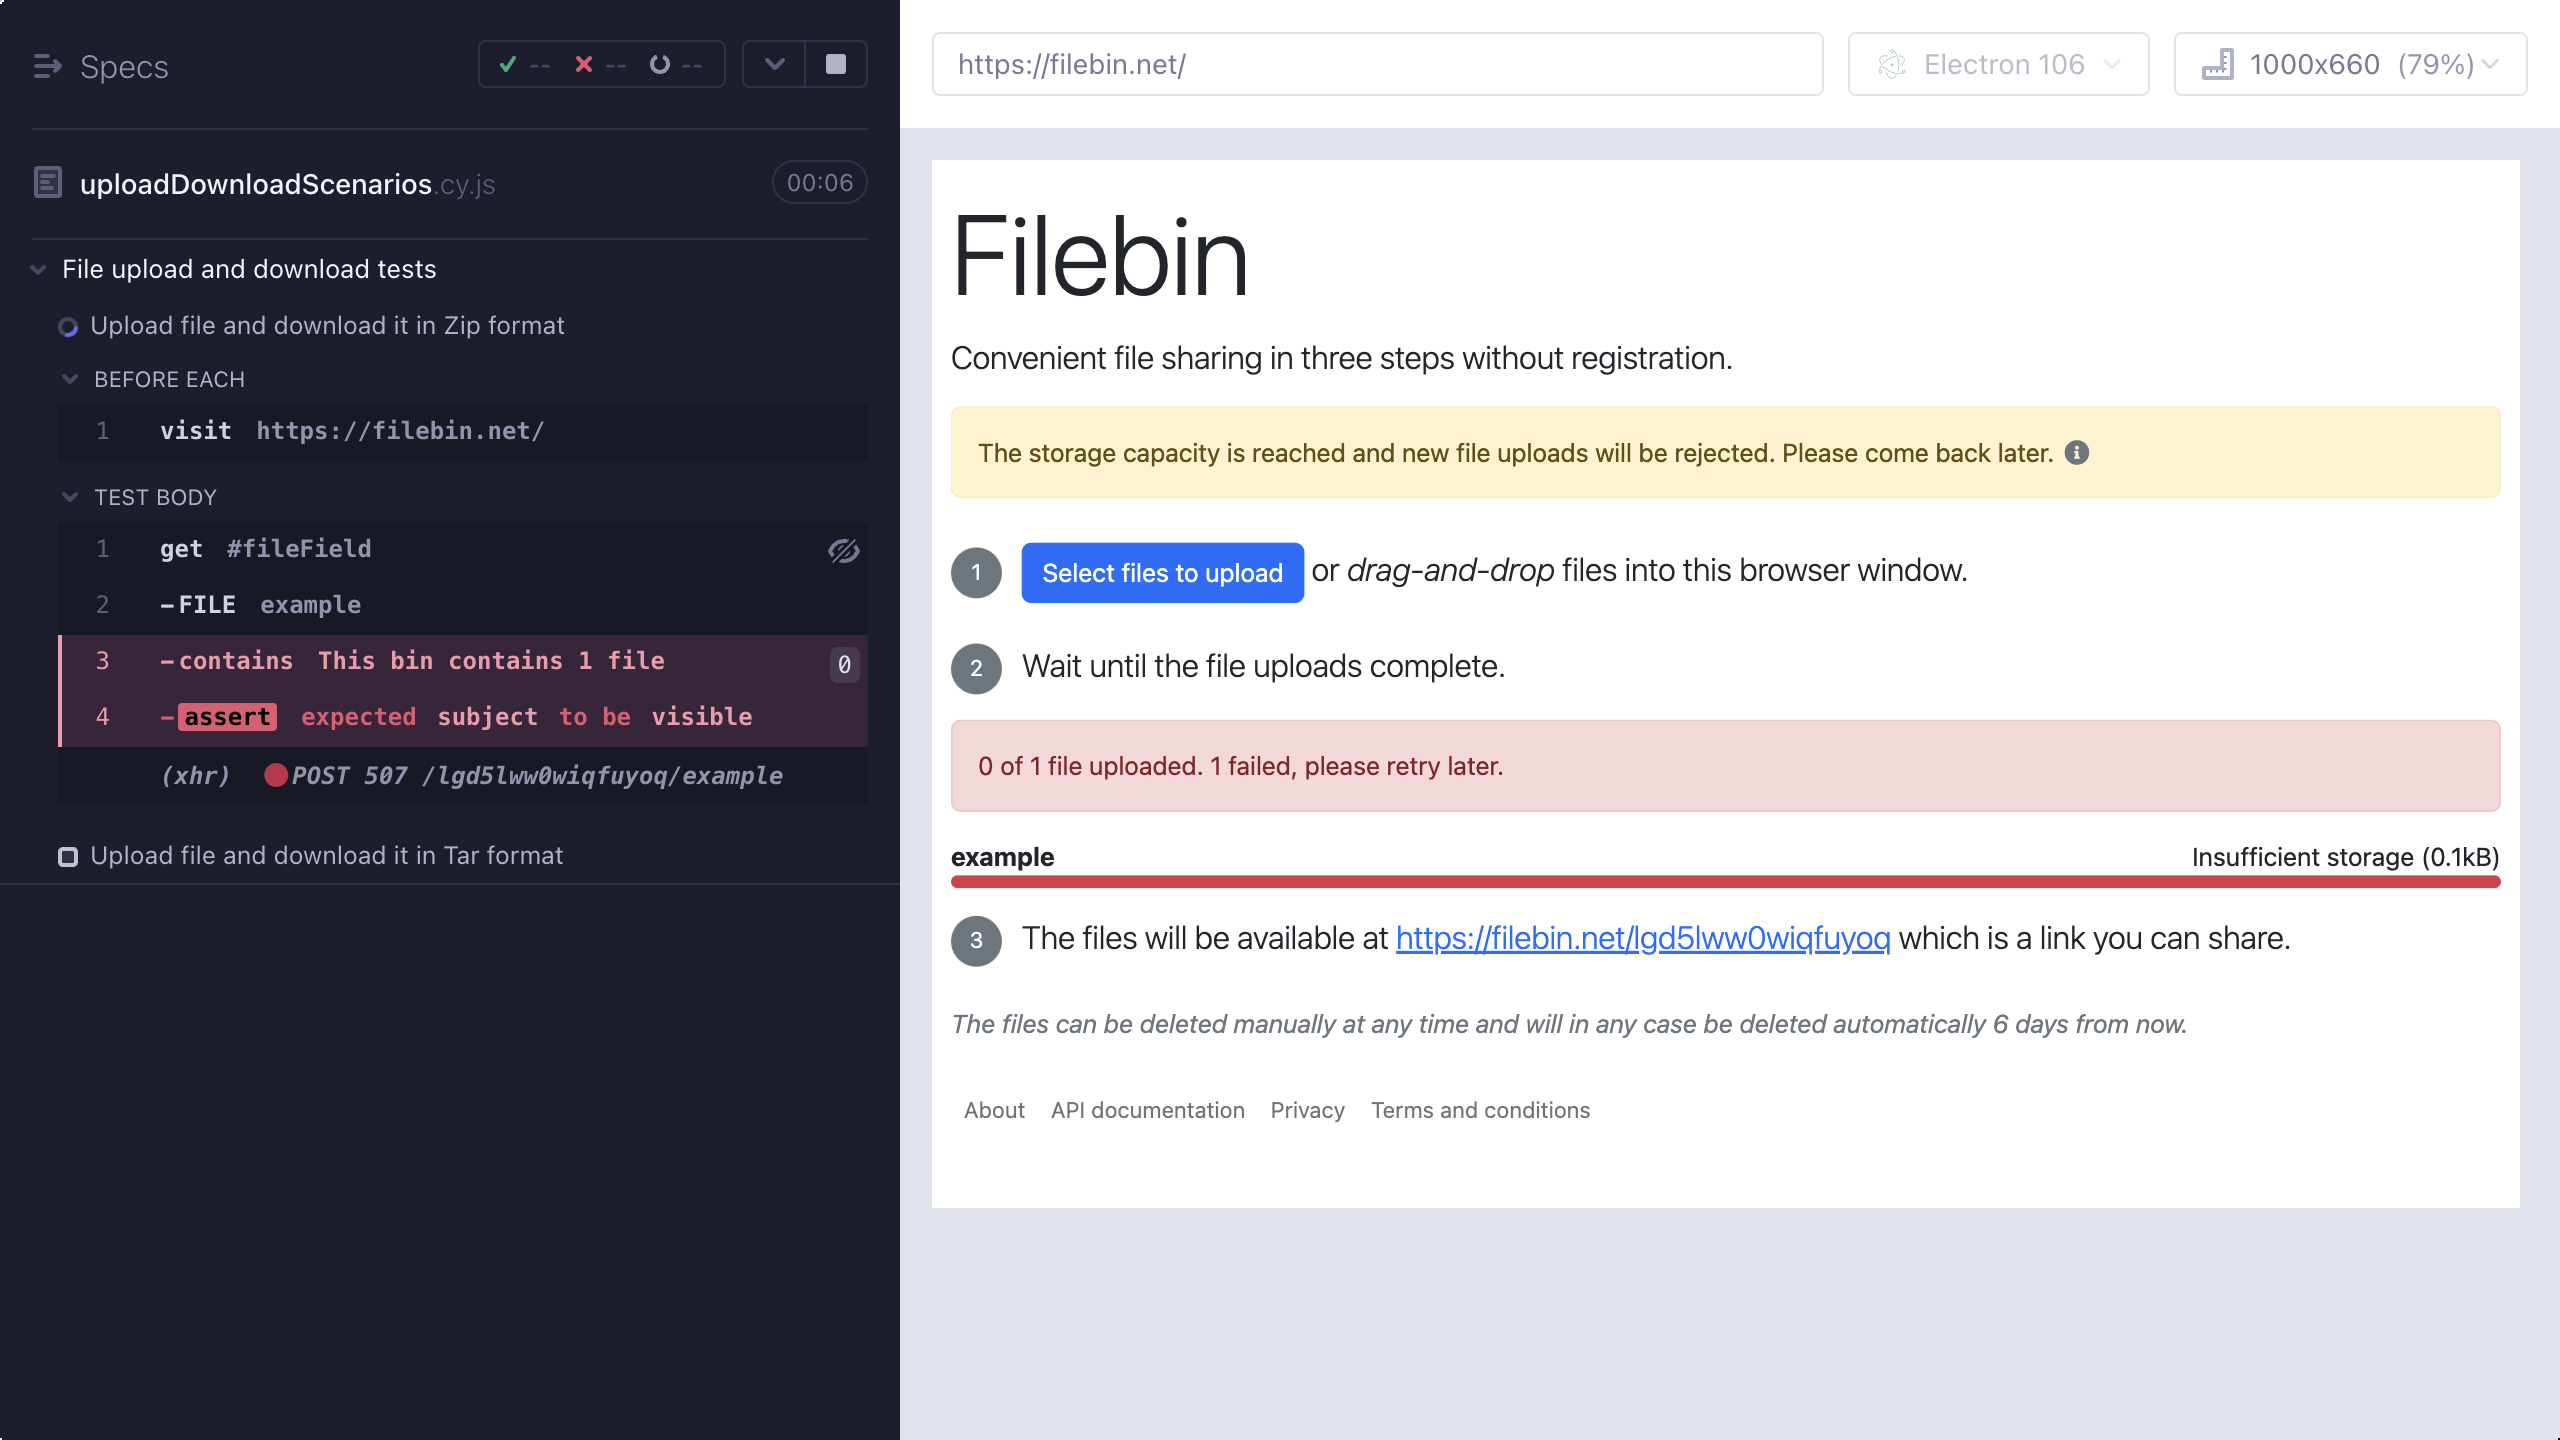 Specs
-- -- --
uploadDownloadScenarios.cy.js 00:06
File upload and download tests
Upload file and download it in Zip format
BEFORE EACH
1 visit https://filebin.net/
TEST BODY
1 get #fileField
2 -FILE example
3 -contains This bin contains 1 file 0
4 -assert expected subject to be visible
(xhr) POST 507 /lgd5lww0wiqfuyoq/example
Upload file and download it in Tar format
https://filebin.net/ Electron 106 1000x660 (79%)
Filebin
Convenient file sharing in three steps without registration.
The storage capacity is reached and new file uploads will be rejected. Please come back later.
1 Select files to upload or drag-and-drop files into this browser window.
2 Wait until the file uploads complete.
0 of 1 file uploaded. 1 failed, please retry later.
example Insufficient storage (0.1kB)
3 The files will be available at https://filebin.net/lgd5lww0wiqfuyoq which is a link you can share.
The files can be deleted manually at any time and will in any case be deleted automatically 6 days from now.
About API documentation Privacy Terms and conditions